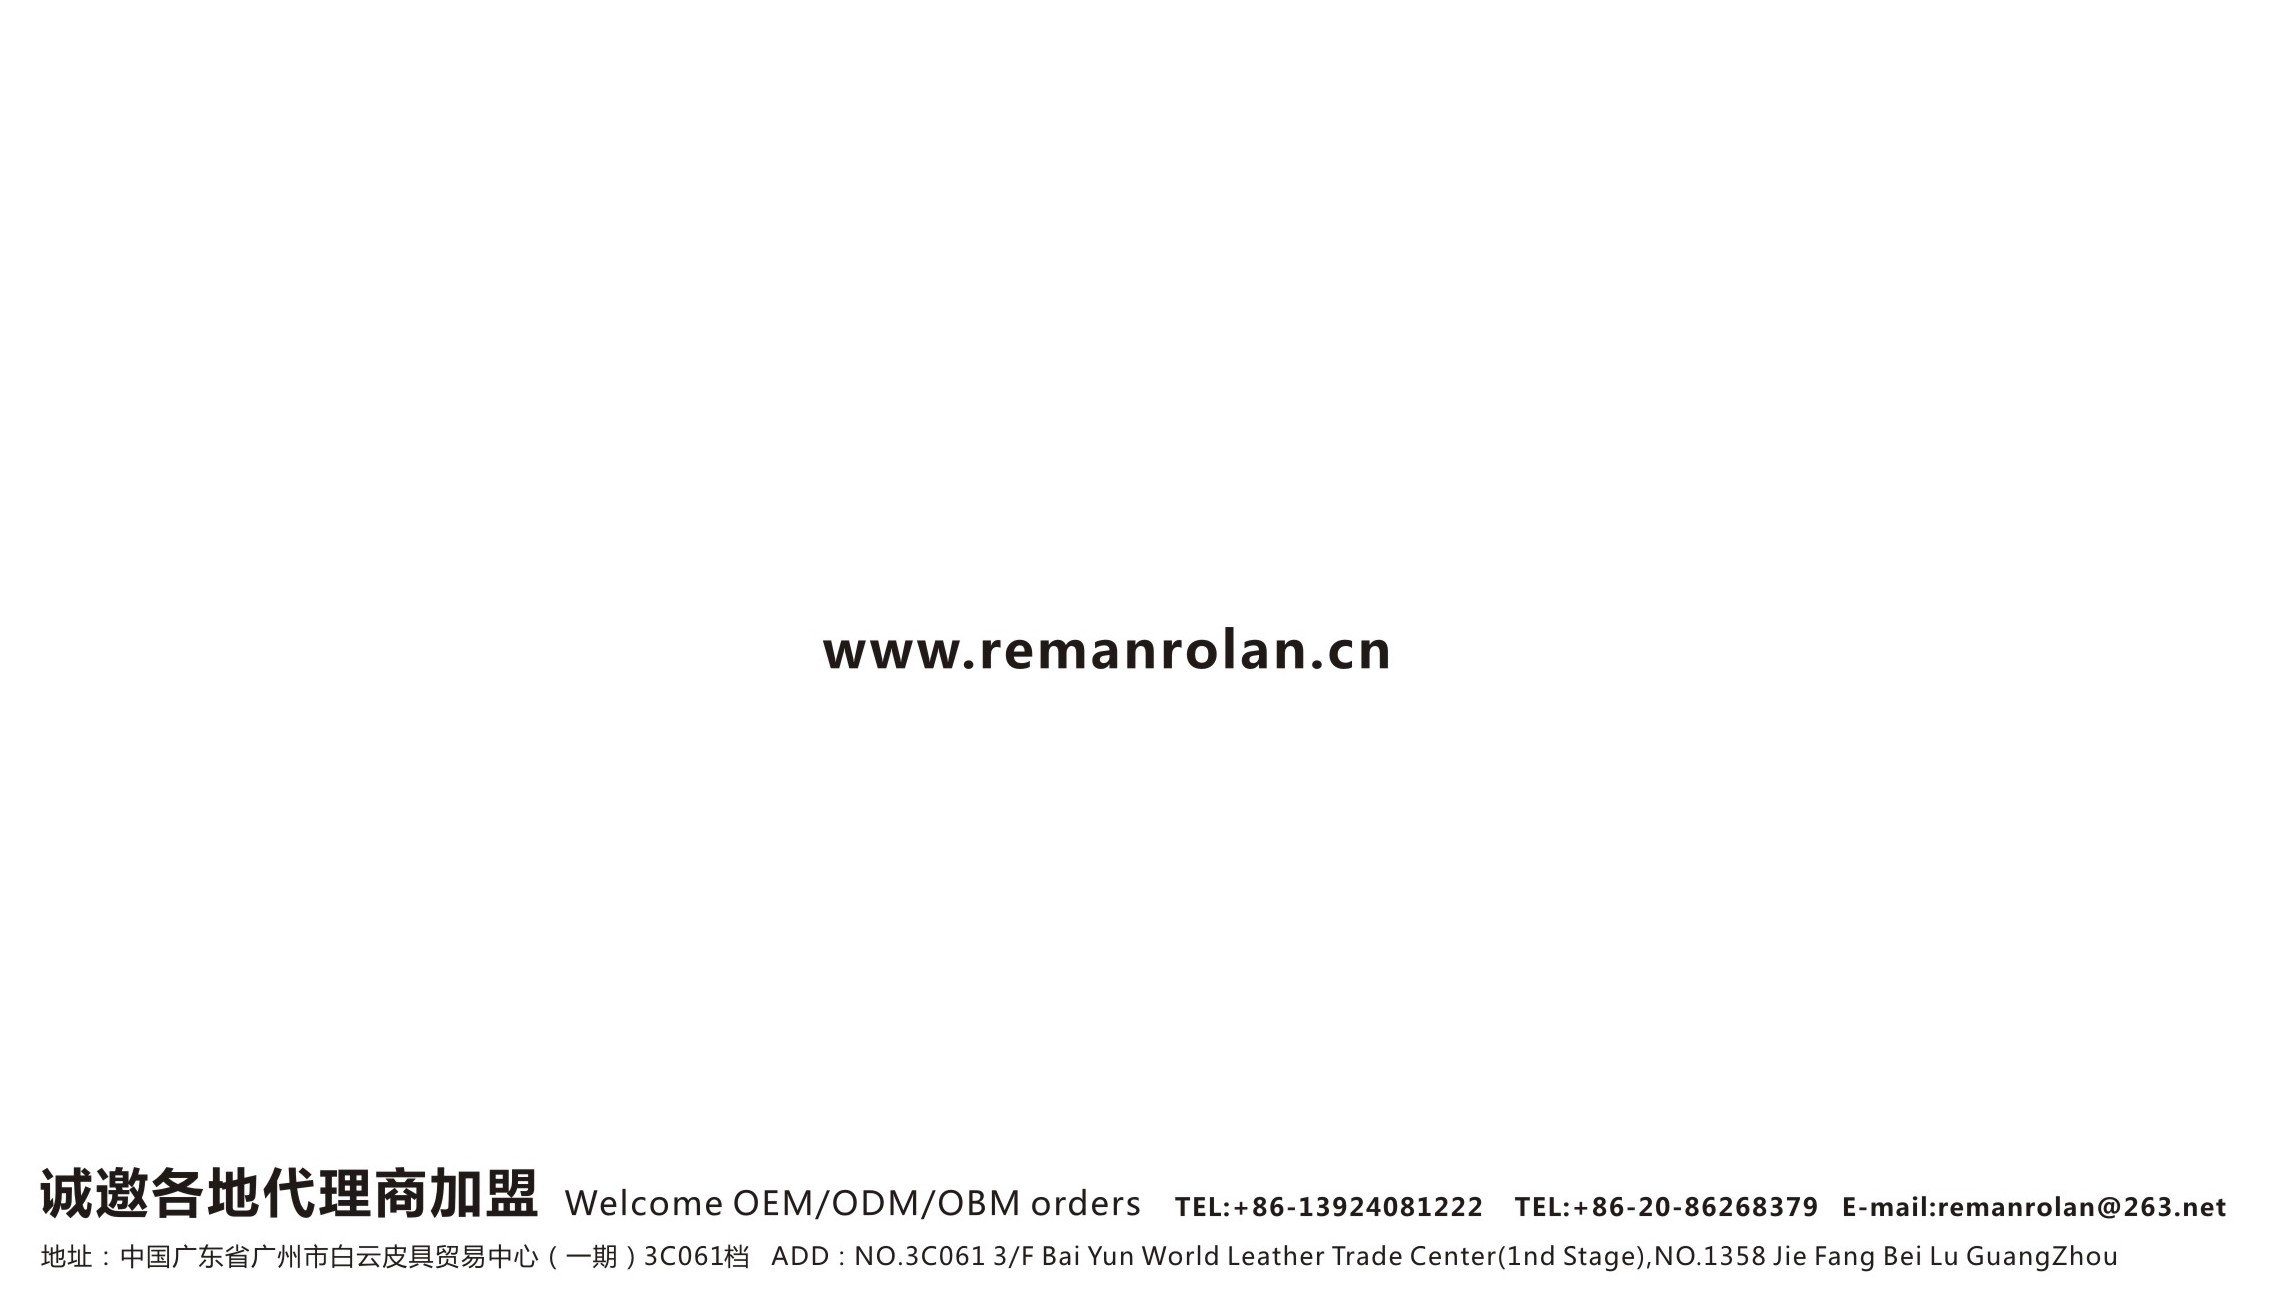 www.remanrolan.cn
诚邀各地代理商加盟 Welcome OEM/ODM/OBM orders TEL:+86-13924081222 TEL:+86-20-86268379 E-mail:remanrolan@263.net
地址：中国广东省广州市白云皮具贸易中心（一期）3C061档 ADD：NO.3C061 3/F Bai Yun World Leather Trade Center(1nd Stage),NO.1358 Jie Fang Bei Lu GuangZhou